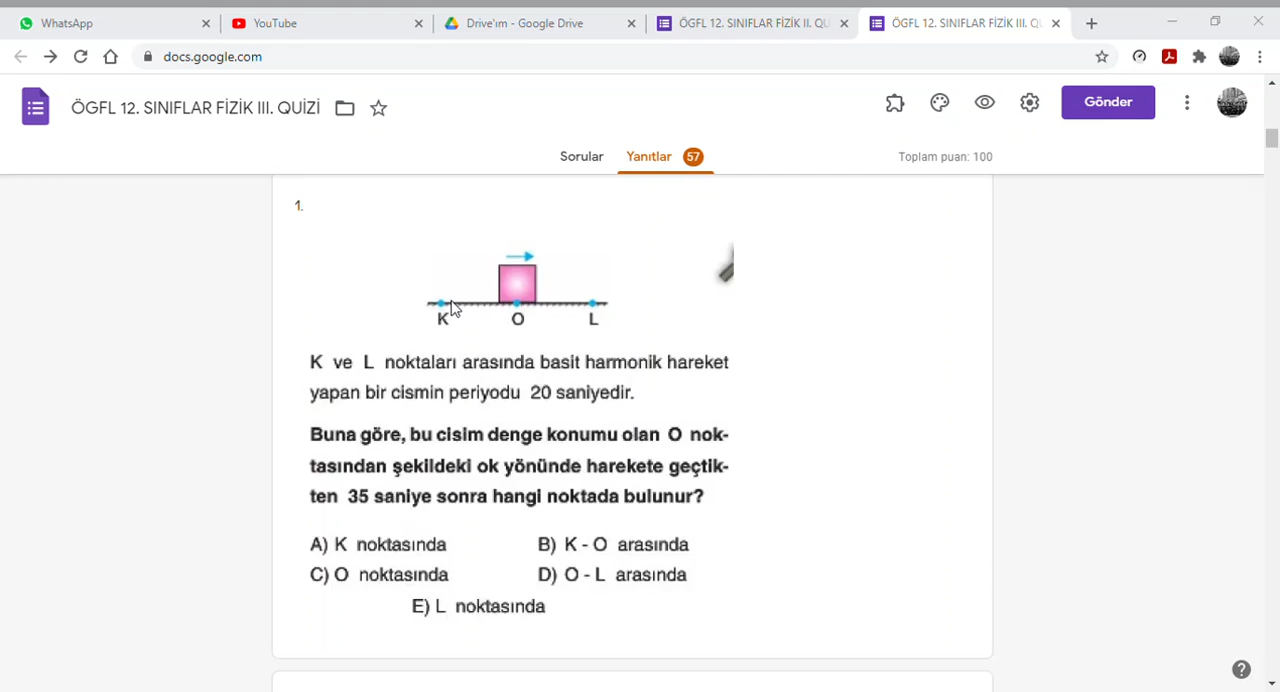 WhatsApp
YouTube
Drive'ım - Google Drive
ÖGFL 12. SINIFLAR FİZİK II. QU
ÖGFL 12. SINIFLAR FİZİK III. QU
docs.google.com
ÖGFL 12. SINIFLAR FİZİK III. QUİZİ
Gönder
Sorular
Yanıtlar 57
Toplam puan: 100
1.
K O L
K ve L noktaları arasında basit harmonik hareket
yapan bir cismin periyodu 20 saniyedir.
Buna göre, bu cisim denge konumu olan O nok-
tasından şekildeki ok yönünde harekete geçtik-
ten 35 saniye sonra hangi noktada bulunur?
A) K noktasında B) K - O arasında
C) O noktasında D) O - L arasında
E) L noktasında